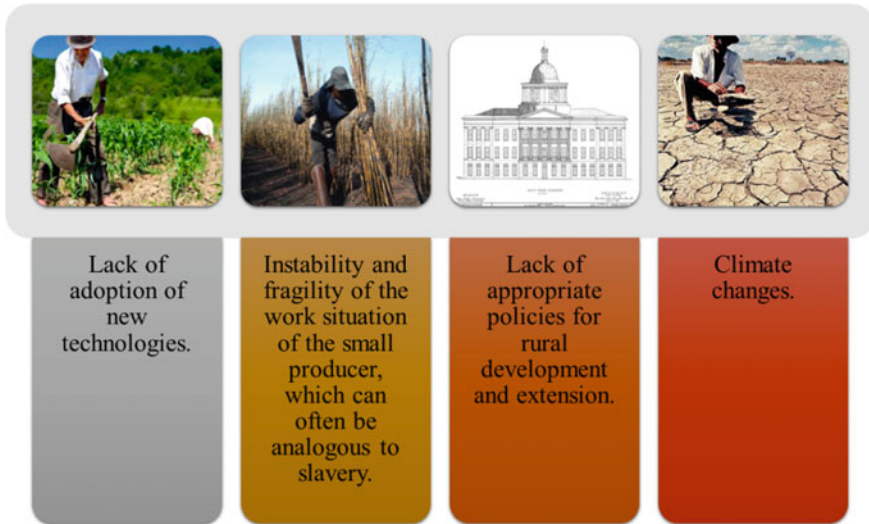 Lack of
adoption of
new
technologies.
Instability and
fragility of the
work situation
of the small
producer,
which can
often be
analogous to
slavery.
Lack of
appropriate
policies for
rural
development
and extension.
Climate
changes.